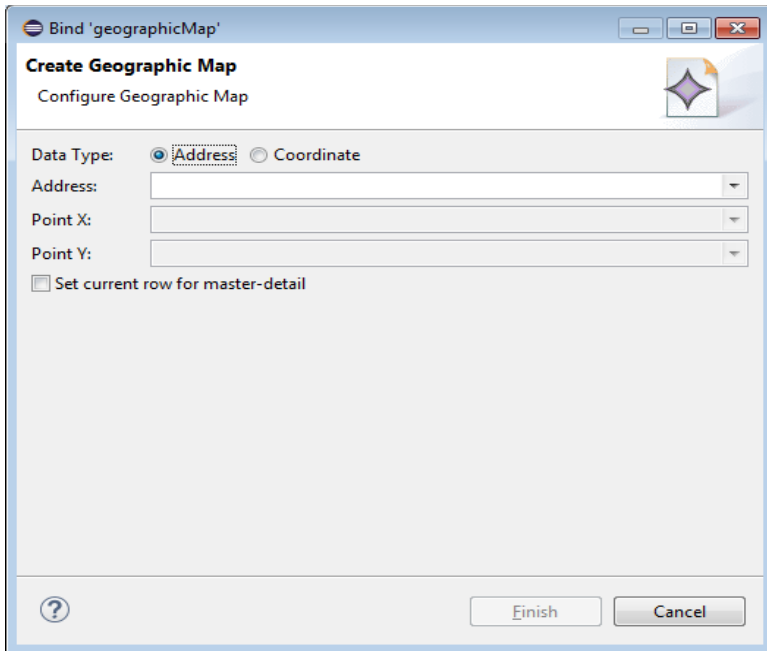 Bind 'geographicMap'
Create Geographic Map
Configure Geographic Map
Data Type: Address Coordinate
Address:
Point X:
Point Y:
Set current row for master-detail
? Finish Cancel